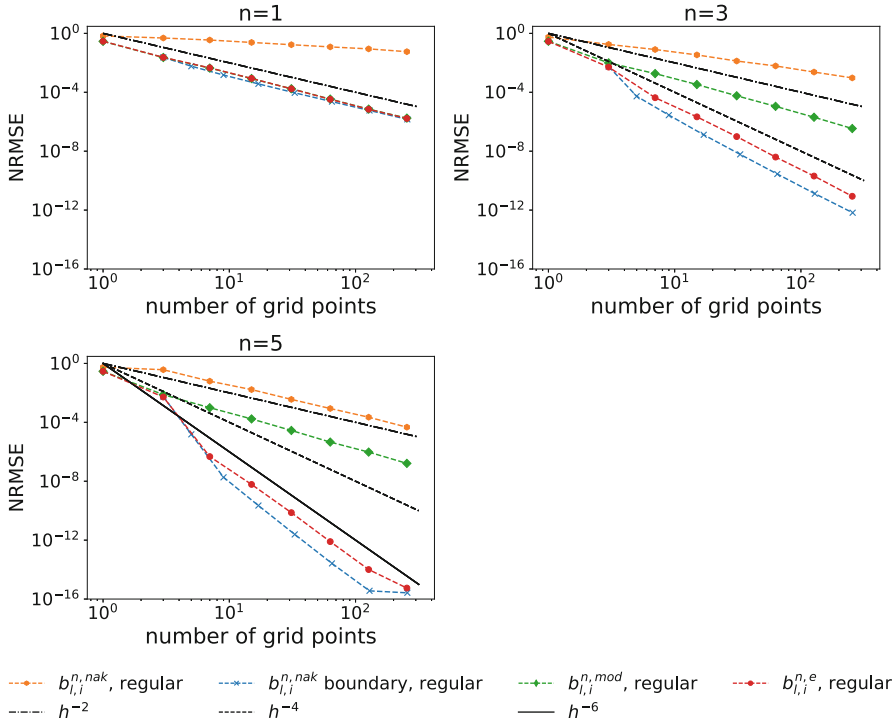 n=1
10^0
10^{-4}
10^{-8}
10^{-12}
10^{-16}
NRMSE
10^0
10^1
10^2
number of grid points
n=3
10^0
10^{-4}
10^{-8}
10^{-12}
10^{-16}
NRMSE
10^0
10^1
10^2
number of grid points
n=5
10^0
10^{-4}
10^{-8}
10^{-12}
10^{-16}
NRMSE
10^0
10^1
10^2
number of grid points
b_{l,i}^{n,nak}, regular
b_{l,i}^{n,nak} boundary, regular
b_{l,i}^{n,mod}, regular
b_{l,i}^{n,e}, regular
h^{-2}
h^{-4}
h^{-6}